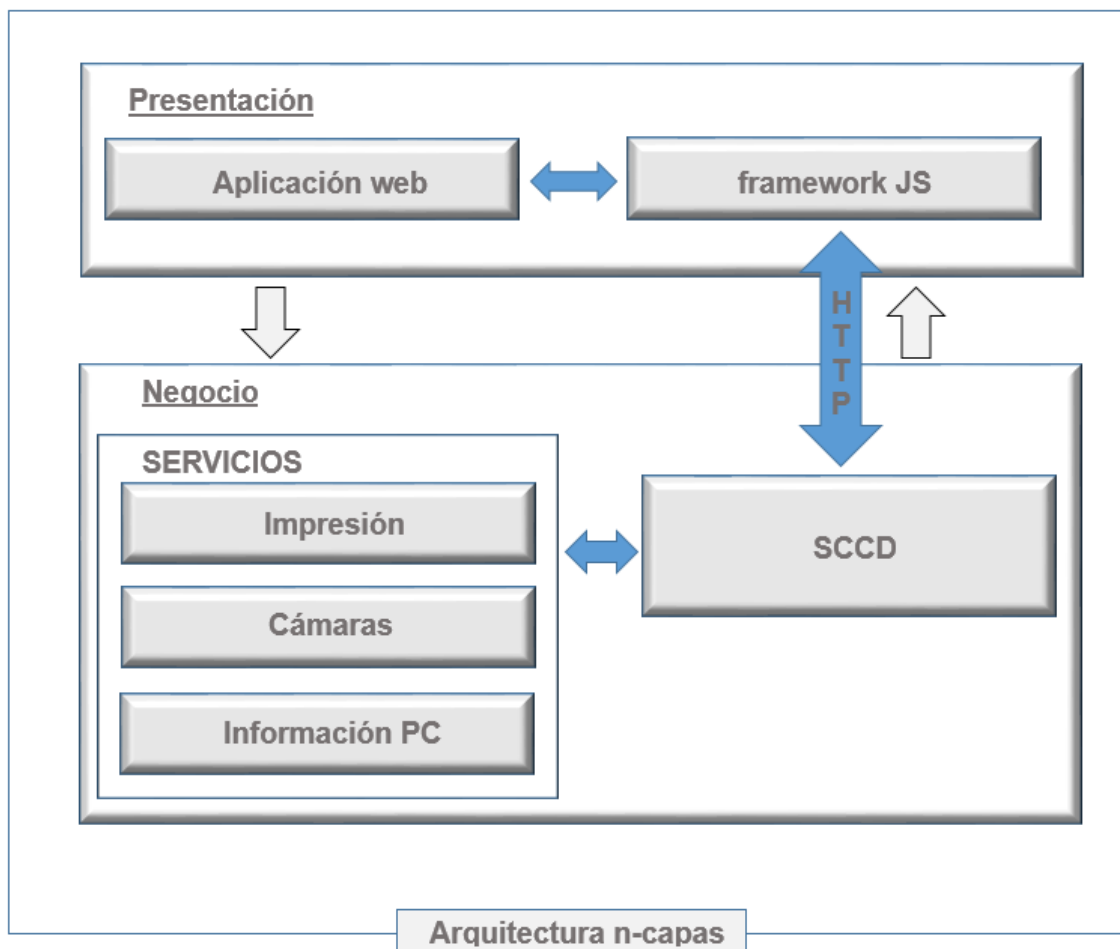 Presentación
Aplicación web
framework JS
HTTP
Negocio
SERVICIOS
Impresión
SCCD
Cámaras
Información PC
Arquitectura n-capas